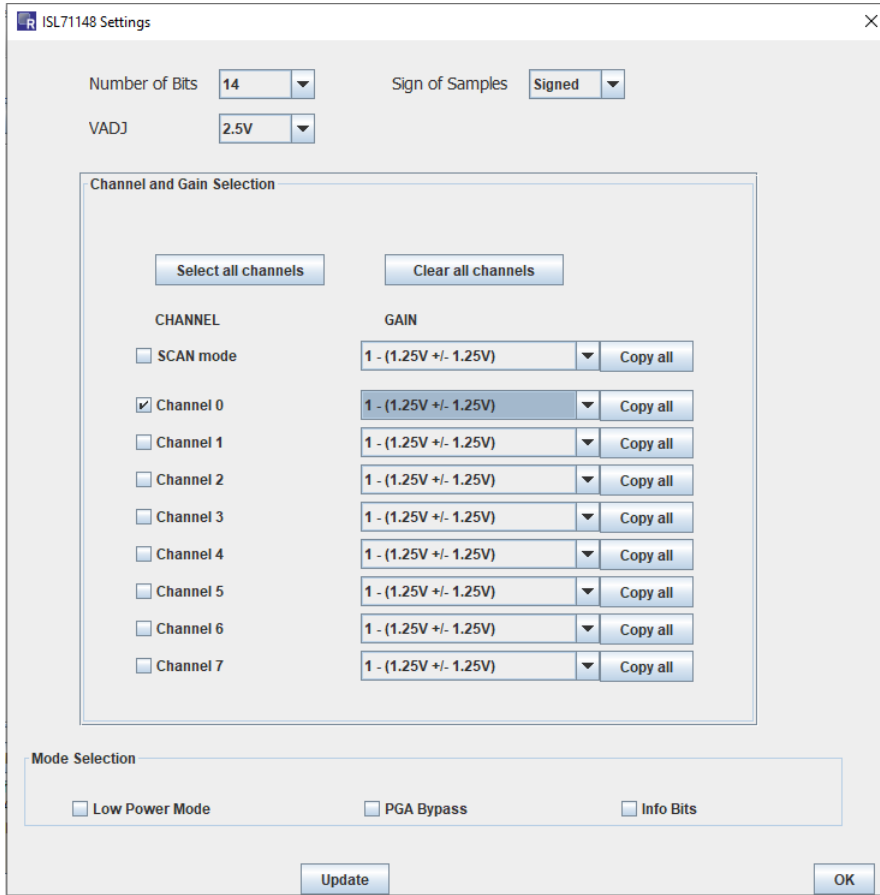 ISL71148 Settings
Number of Bits 14 Sign of Samples Signed
VADJ 2.5V
Channel and Gain Selection
Select all channels Clear all channels
CHANNEL GAIN
SCAN mode 1 - (1.25V +/- 1.25V) Copy all
Channel 0 1 - (1.25V +/- 1.25V) Copy all
Channel 1 1 - (1.25V +/- 1.25V) Copy all
Channel 2 1 - (1.25V +/- 1.25V) Copy all
Channel 3 1 - (1.25V +/- 1.25V) Copy all
Channel 4 1 - (1.25V +/- 1.25V) Copy all
Channel 5 1 - (1.25V +/- 1.25V) Copy all
Channel 6 1 - (1.25V +/- 1.25V) Copy all
Channel 7 1 - (1.25V +/- 1.25V) Copy all
Mode Selection
Low Power Mode PGA Bypass Info Bits
Update OK